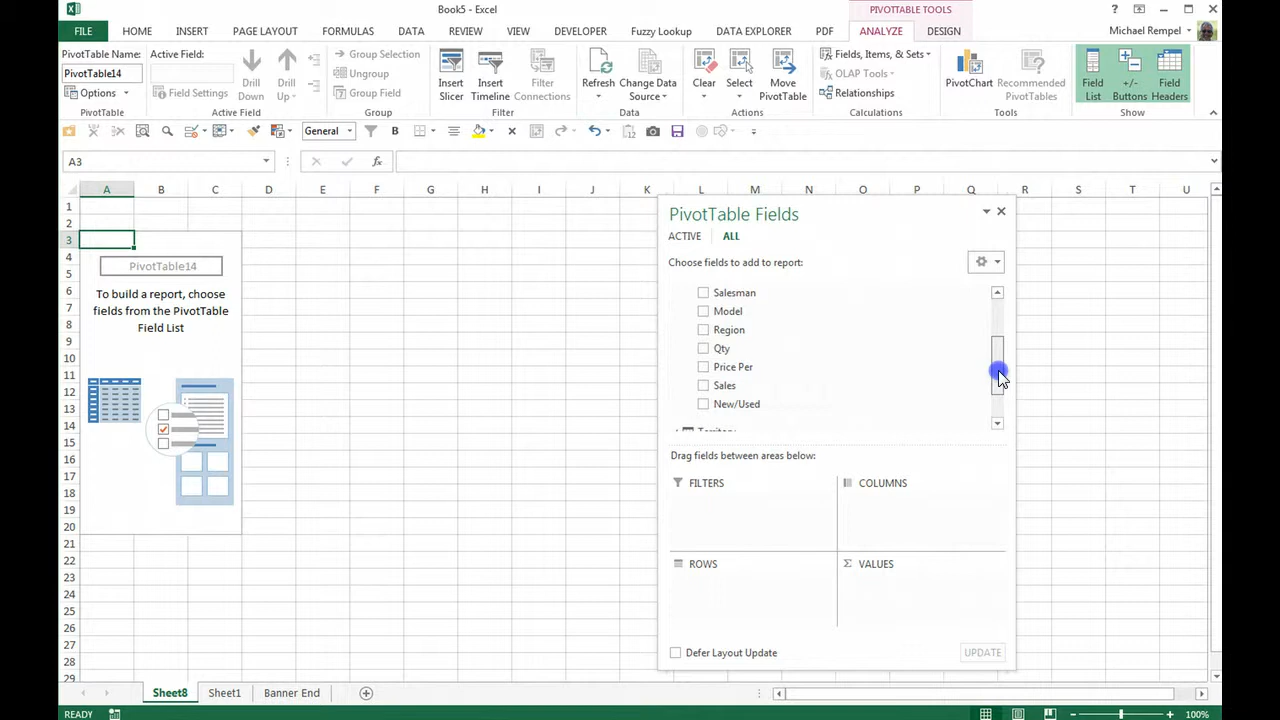 Book5 - Excel
PIVOTTABLE TOOLS
?
FILE
HOME
INSERT
PAGE LAYOUT
FORMULAS
DATA
REVIEW
VIEW
DEVELOPER
Fuzzy Lookup
DATA EXPLORER
PDF
ANALYZE
DESIGN
Michael Rempel
PivotTable Name:
PivotTable14
Options
PivotTable
Active Field:
Field Settings
Drill
Down
Drill
Up
Active Field
Group Selection
Ungroup
Group Field
Group
Insert
Slicer
Insert
Timeline
Filter
Connections
Filter
Refresh
Change Data
Source
Data
Clear
Select
Move
PivotTable
Actions
Fields, Items, & Sets
OLAP Tools
Relationships
Calculations
PivotChart
Recommended
PivotTables
Tools
Field
List
+/-
Buttons
Field
Headers
Show
General
B
A3
fx
A B C D E F G H I J K L M N O P Q R S T U
1
2
3
4
5
6
7
8
9
10
11
12
13
14
15
16
17
18
19
20
21
22
23
24
25
26
27
28
29
PivotTable14
To build a report, choose
fields from the PivotTable
Field List
PivotTable Fields
ACTIVE
ALL
Choose fields to add to report:
Salesman
Model
Region
Qty
Price Per
Sales
New/Used
Territory
Drag fields between areas below:
FILTERS
COLUMNS
ROWS
Σ VALUES
Defer Layout Update
UPDATE
Sheet8
Sheet1
Banner End
READY
100%